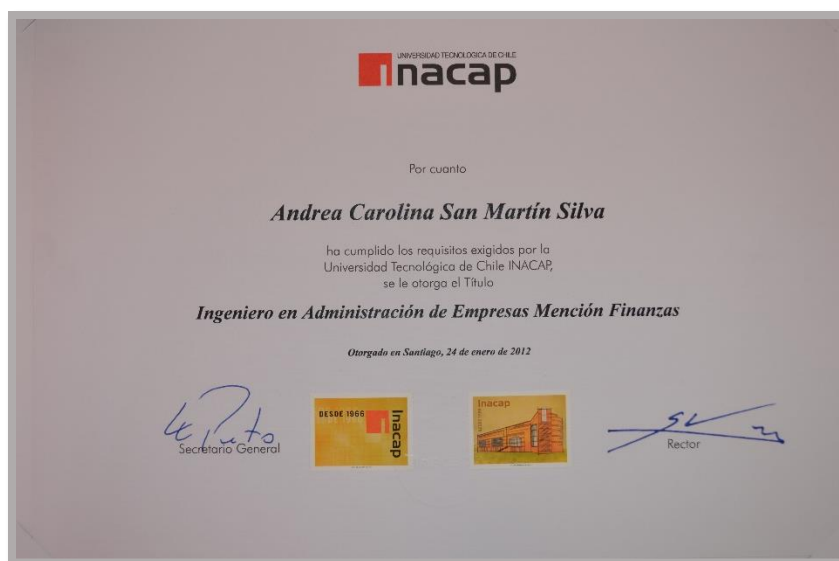 UNIVERSIDAD TECNOLOGICA DE CHILE
Inacap
Por cuanto
Andrea Carolina San Martín Silva
ha cumplido los requisitos exigidos por la
Universidad Tecnológica de Chile INACAP,
se le otorga el Título
Ingeniero en Administración de Empresas Mención Finanzas
Otorgado en Santiago, 24 de enero de 2012
Secretario General
DESDE 1966
Inacap
Inacap
Rector